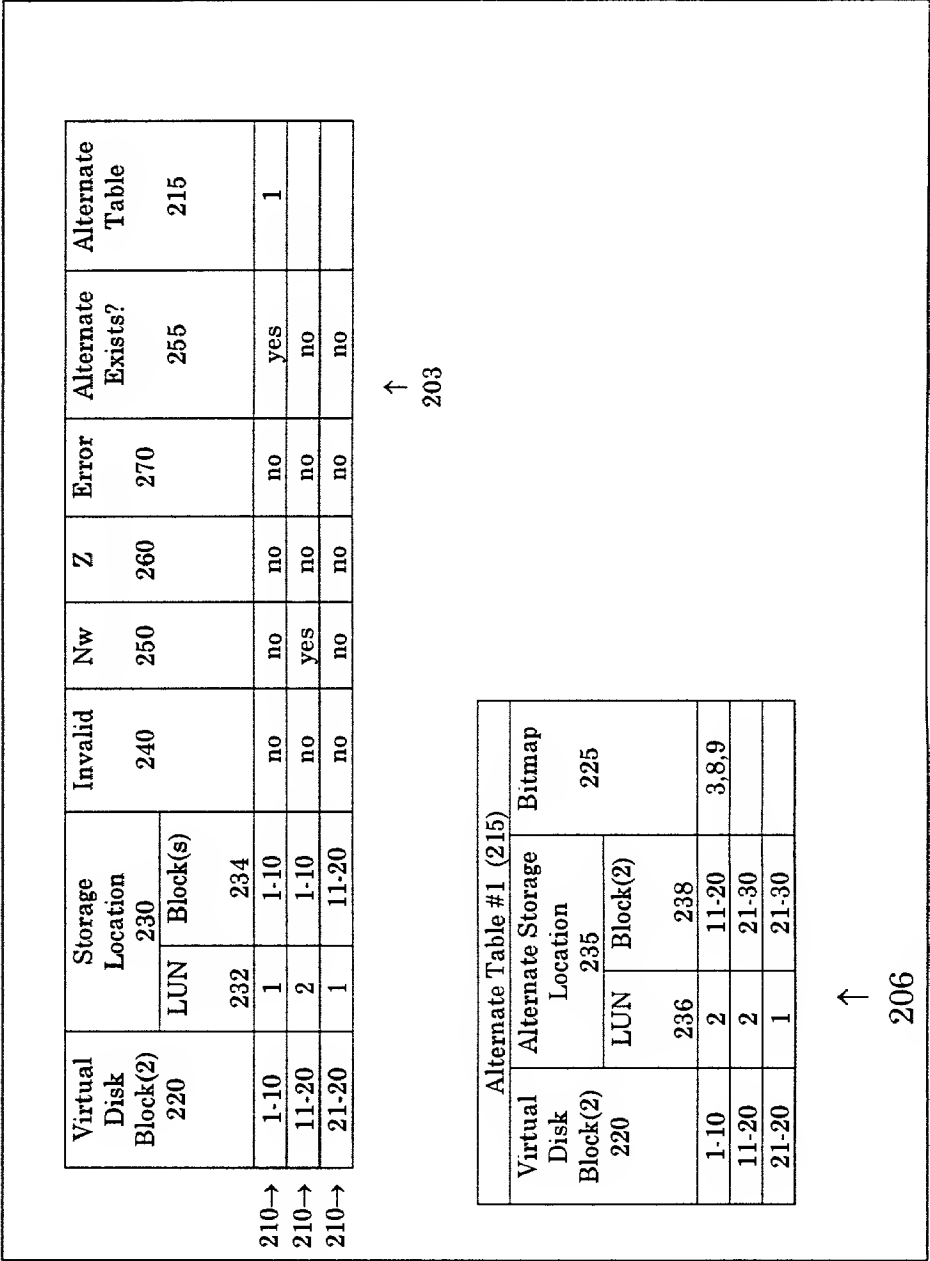 Virtual Disk Block(2) 220 | Storage Location 230 | Invalid 240 | Nw 250 | Z 260 | Error 270 | Alternate Exists? 255 | Alternate Table 215
LUN 232 | Block(s) 234
210→ 1-10 | 1 | 1-10 | no | no | no | no | yes | 1
210→ 11-20 | 2 | 1-10 | no | yes | no | no | no
210→ 21-20 | 1 | 11-20 | no | no | no | no | no
↑
203
Alternate Table #1 (215)
Virtual Disk Block(2) 220 | Alternate Storage Location 235 | Bitmap 225
LUN 236 | Block(2) 238
1-10 | 2 | 11-20 | 3,8,9
11-20 | 2 | 21-30
21-20 | 1 | 21-30
↑
206